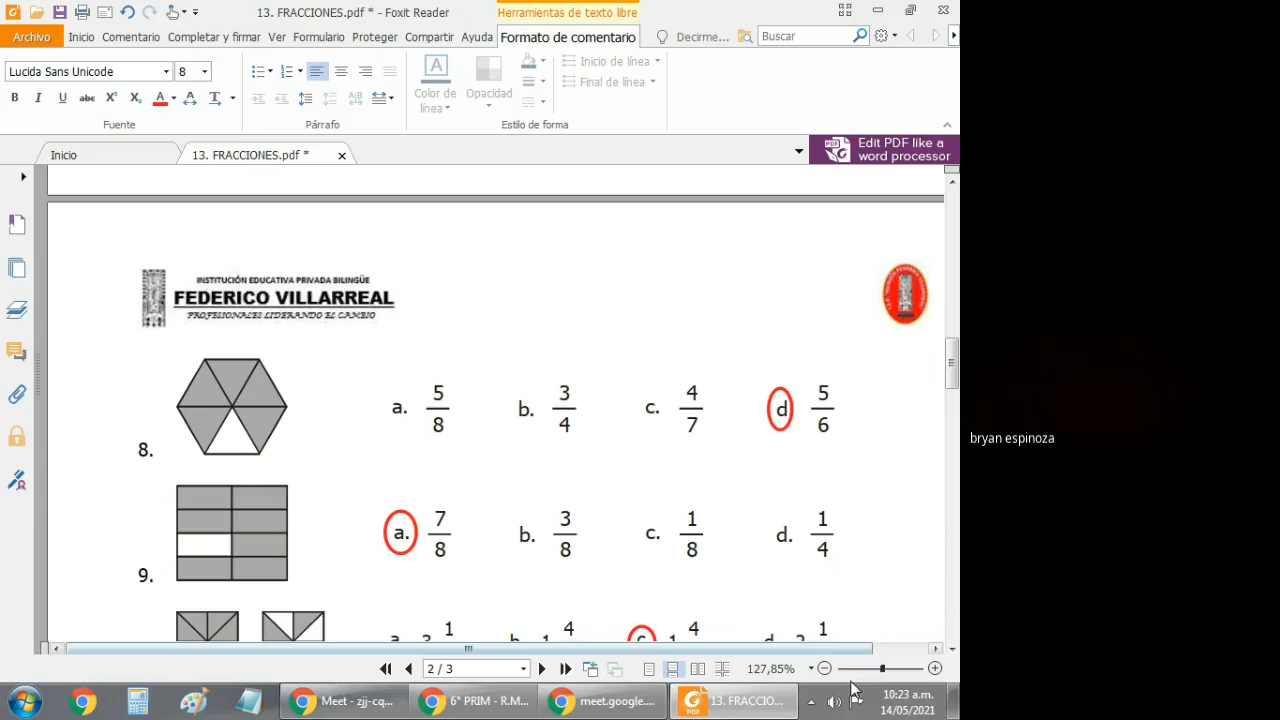 13. FRACCIONES.pdf * - Foxit Reader
Herramientas de texto libre
Archivo Inicio Comentario Completar y firmar Ver Formulario Proteger Compartir Ayuda Formato de comentario Decirme... Buscar
Lucida Sans Unicode 8
Color de línea
Opacidad
Inicio de línea
Final de línea
Fuente Párrafo Estilo de forma
Inicio 13. FRACCIONES.pdf *
Edit PDF like a
word processor
INSTITUCIÓN EDUCATIVA PRIVADA BILINGÜE
FEDERICO VILLARREAL
PROFESIONALES LIDERANDO EL CAMBIO
8. a. 5/8 b. 3/4 c. 4/7 d 5/6
9. a. 7/8 b. 3/8 c. 1/8 d. 1/4
bryan espinoza
2 / 3 127,85%
Meet - zjj-cq... 6° PRIM - R.M... meet.google.... 13. FRACCIO...
10:23 a.m.
14/05/2021